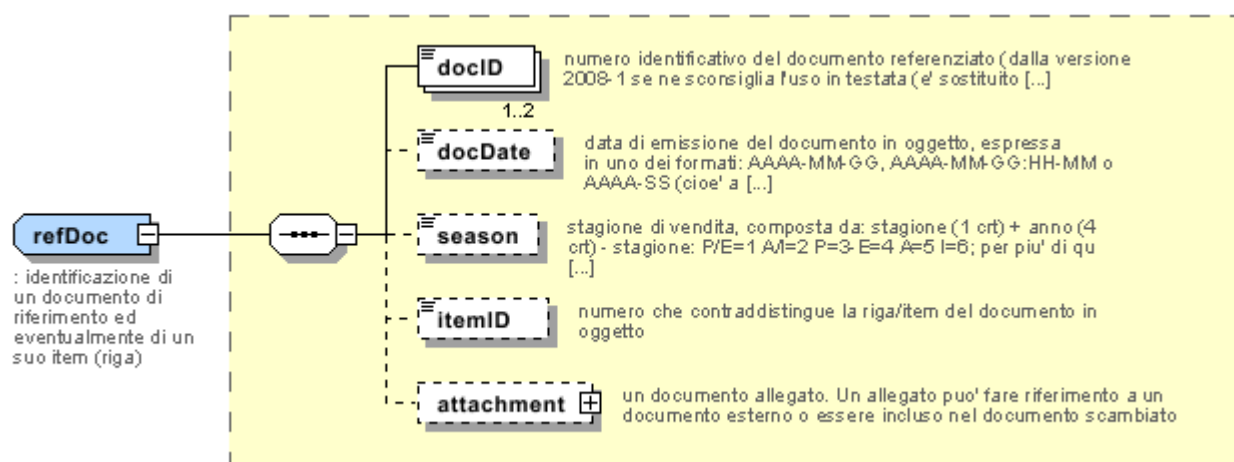 docID
numero identificativo del documento referenziato (dalla versione
2008-1 se ne sconsiglia l'uso in testata (e' sostituito [...]
1..2
docDate
data di emissione del documento in oggetto, espressa
in uno dei formati: AAAA-MM-GG, AAAA-MM-GG:HH-MM o
AAAA-SS (cioe' a [...]
refDoc
: identificazione di
un documento di
riferimento ed
eventualmente di un
suo item (riga)
season
stagione di vendita, composta da: stagione (1 crt) + anno (4
crt) - stagione: P/E=1 A/I=2 P=3 E=4 A=5 I=6; per piu' di qu
[...]
itemID
numero che contraddistingue la riga/item del documento in
oggetto
attachment
un documento allegato. Un allegato puo' fare riferimento a un
documento esterno o essere incluso nel documento scambiato